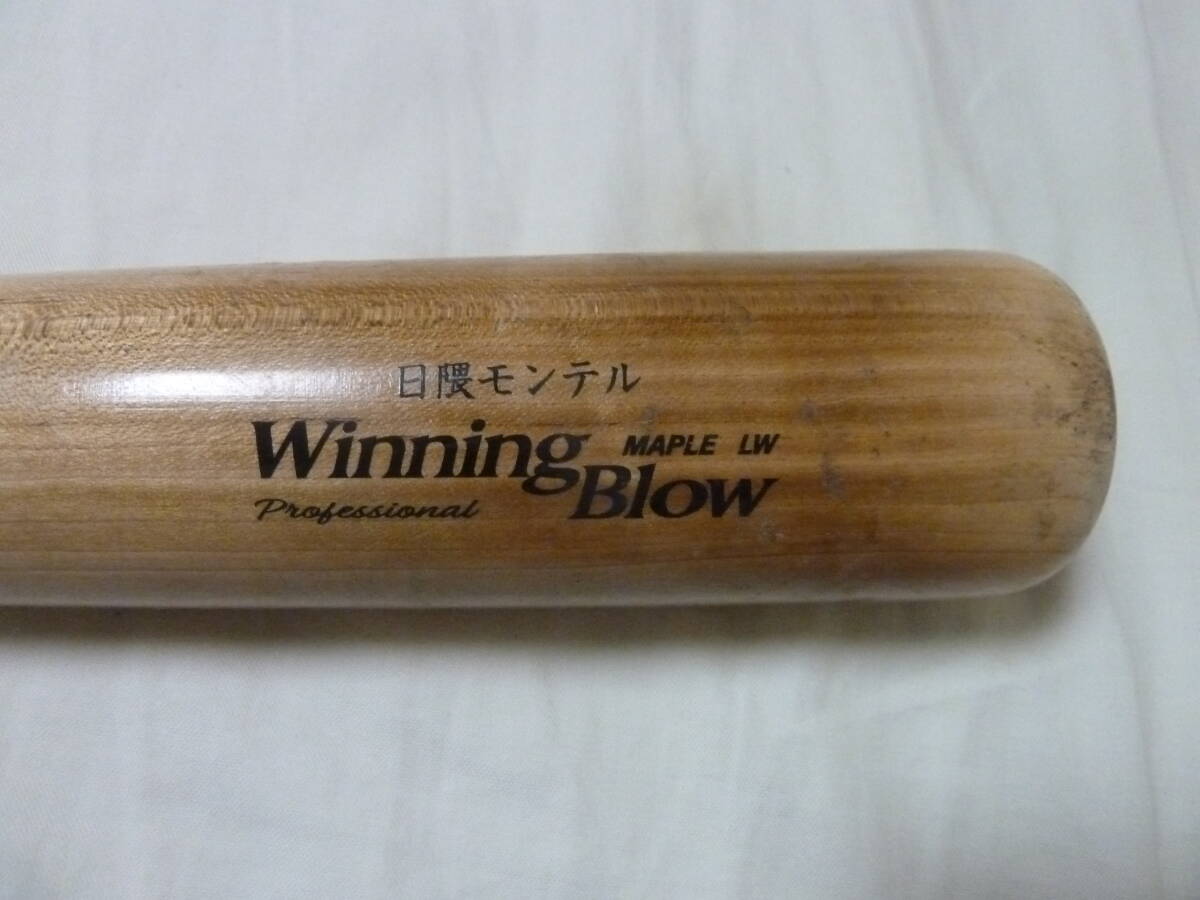 日隈モンテル
Winning
MAPLE LW
Professional
Blow